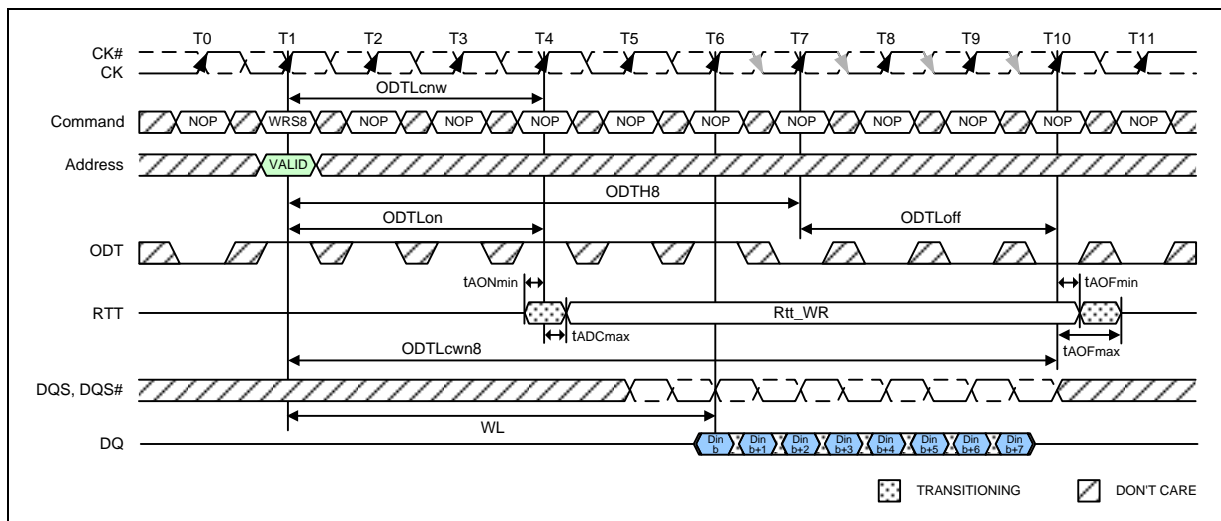 T0 T1 T2 T3 T4 T5 T6 T7 T8 T9 T10 T11
CK#
CK
ODTLcnw
Command NOP WRS8 NOP NOP NOP NOP NOP NOP NOP NOP NOP NOP
Address VALID
ODTH8
ODTLon ODTLoff
ODT
tAONmin tAOFmin
RTT Rtt_WR
tADCmax tAOFmax
ODTLcwn8
DQS, DQS#
WL
DQ Din b Din b+1 Din b+2 Din b+3 Din b+4 Din b+5 Din b+6 Din b+7
TRANSITIONING DON'T CARE